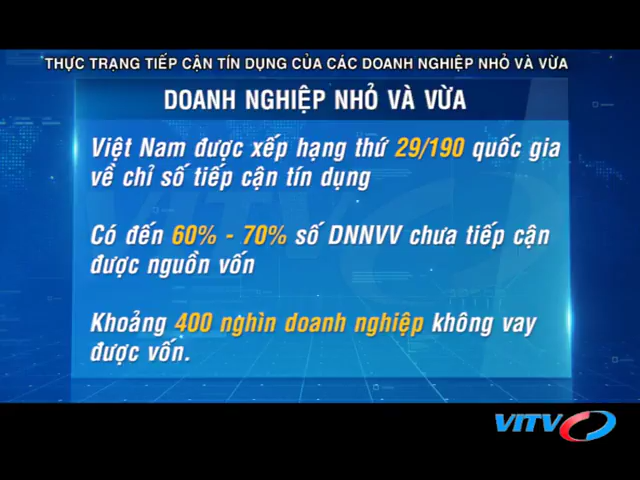 THỰC TRẠNG TIẾP CẬN TÍN DỤNG CỦA CÁC DOANH NGHIỆP NHỎ VÀ VỪA
DOANH NGHIỆP NHỎ VÀ VỪA
Việt Nam được xếp hạng thứ 29/190 quốc gia
về chỉ số tiếp cận tín dụng
Có đến 60% - 70% số DNNVV chưa tiếp cận
được nguồn vốn
Khoảng 400 nghìn doanh nghiệp không vay
được vốn.
VITV